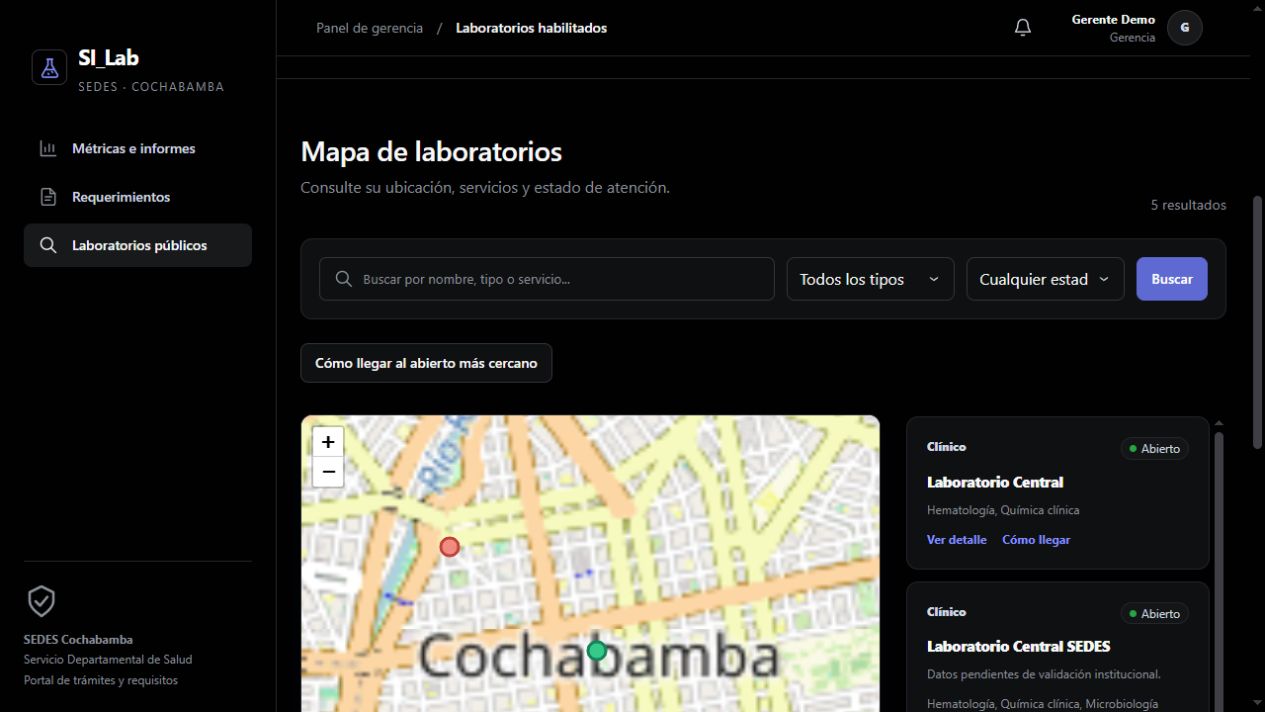 SI_Lab
SEDES - COCHABAMBA
Métricas e informes
Requerimientos
Laboratorios públicos
SEDES Cochabamba
Servicio Departamental de Salud
Portal de trámites y requisitos
Panel de gerencia / Laboratorios habilitados
Gerente Demo
Gerencia
G
Mapa de laboratorios
Consulte su ubicación, servicios y estado de atención.
5 resultados
Buscar por nombre, tipo o servicio...
Todos los tipos
Cualquier estad
Buscar
Cómo llegar al abierto más cercano
+
−
Río
Cochabamba
Clínico
Abierto
Laboratorio Central
Hematología, Química clínica
Ver detalle Cómo llegar
Clínico
Abierto
Laboratorio Central SEDES
Datos pendientes de validación institucional.
Hematología, Química clínica, Microbiología